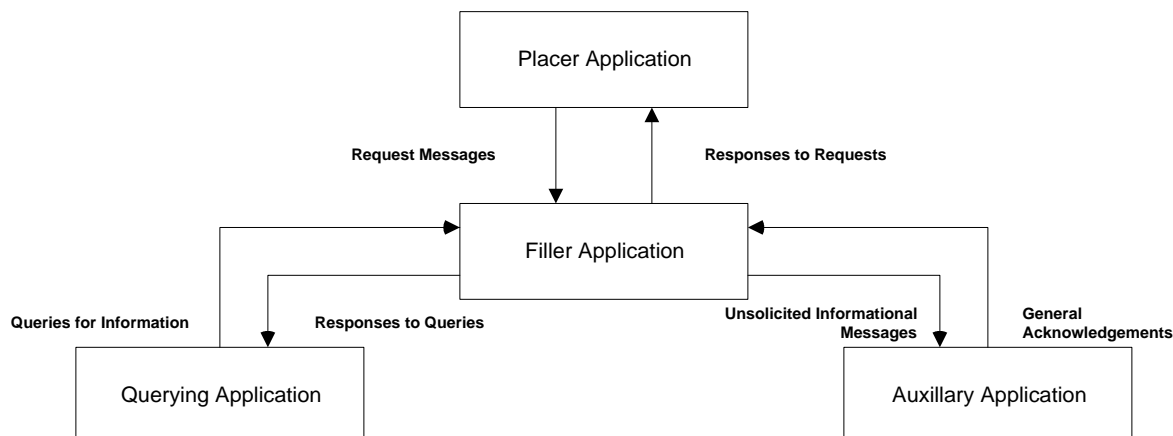 Placer Application
Request Messages
Responses to Requests
Filler Application
Queries for Information
Responses to Queries
Unsolicited Informational
Messages
General
Acknowledgements
Querying Application
Auxillary Application